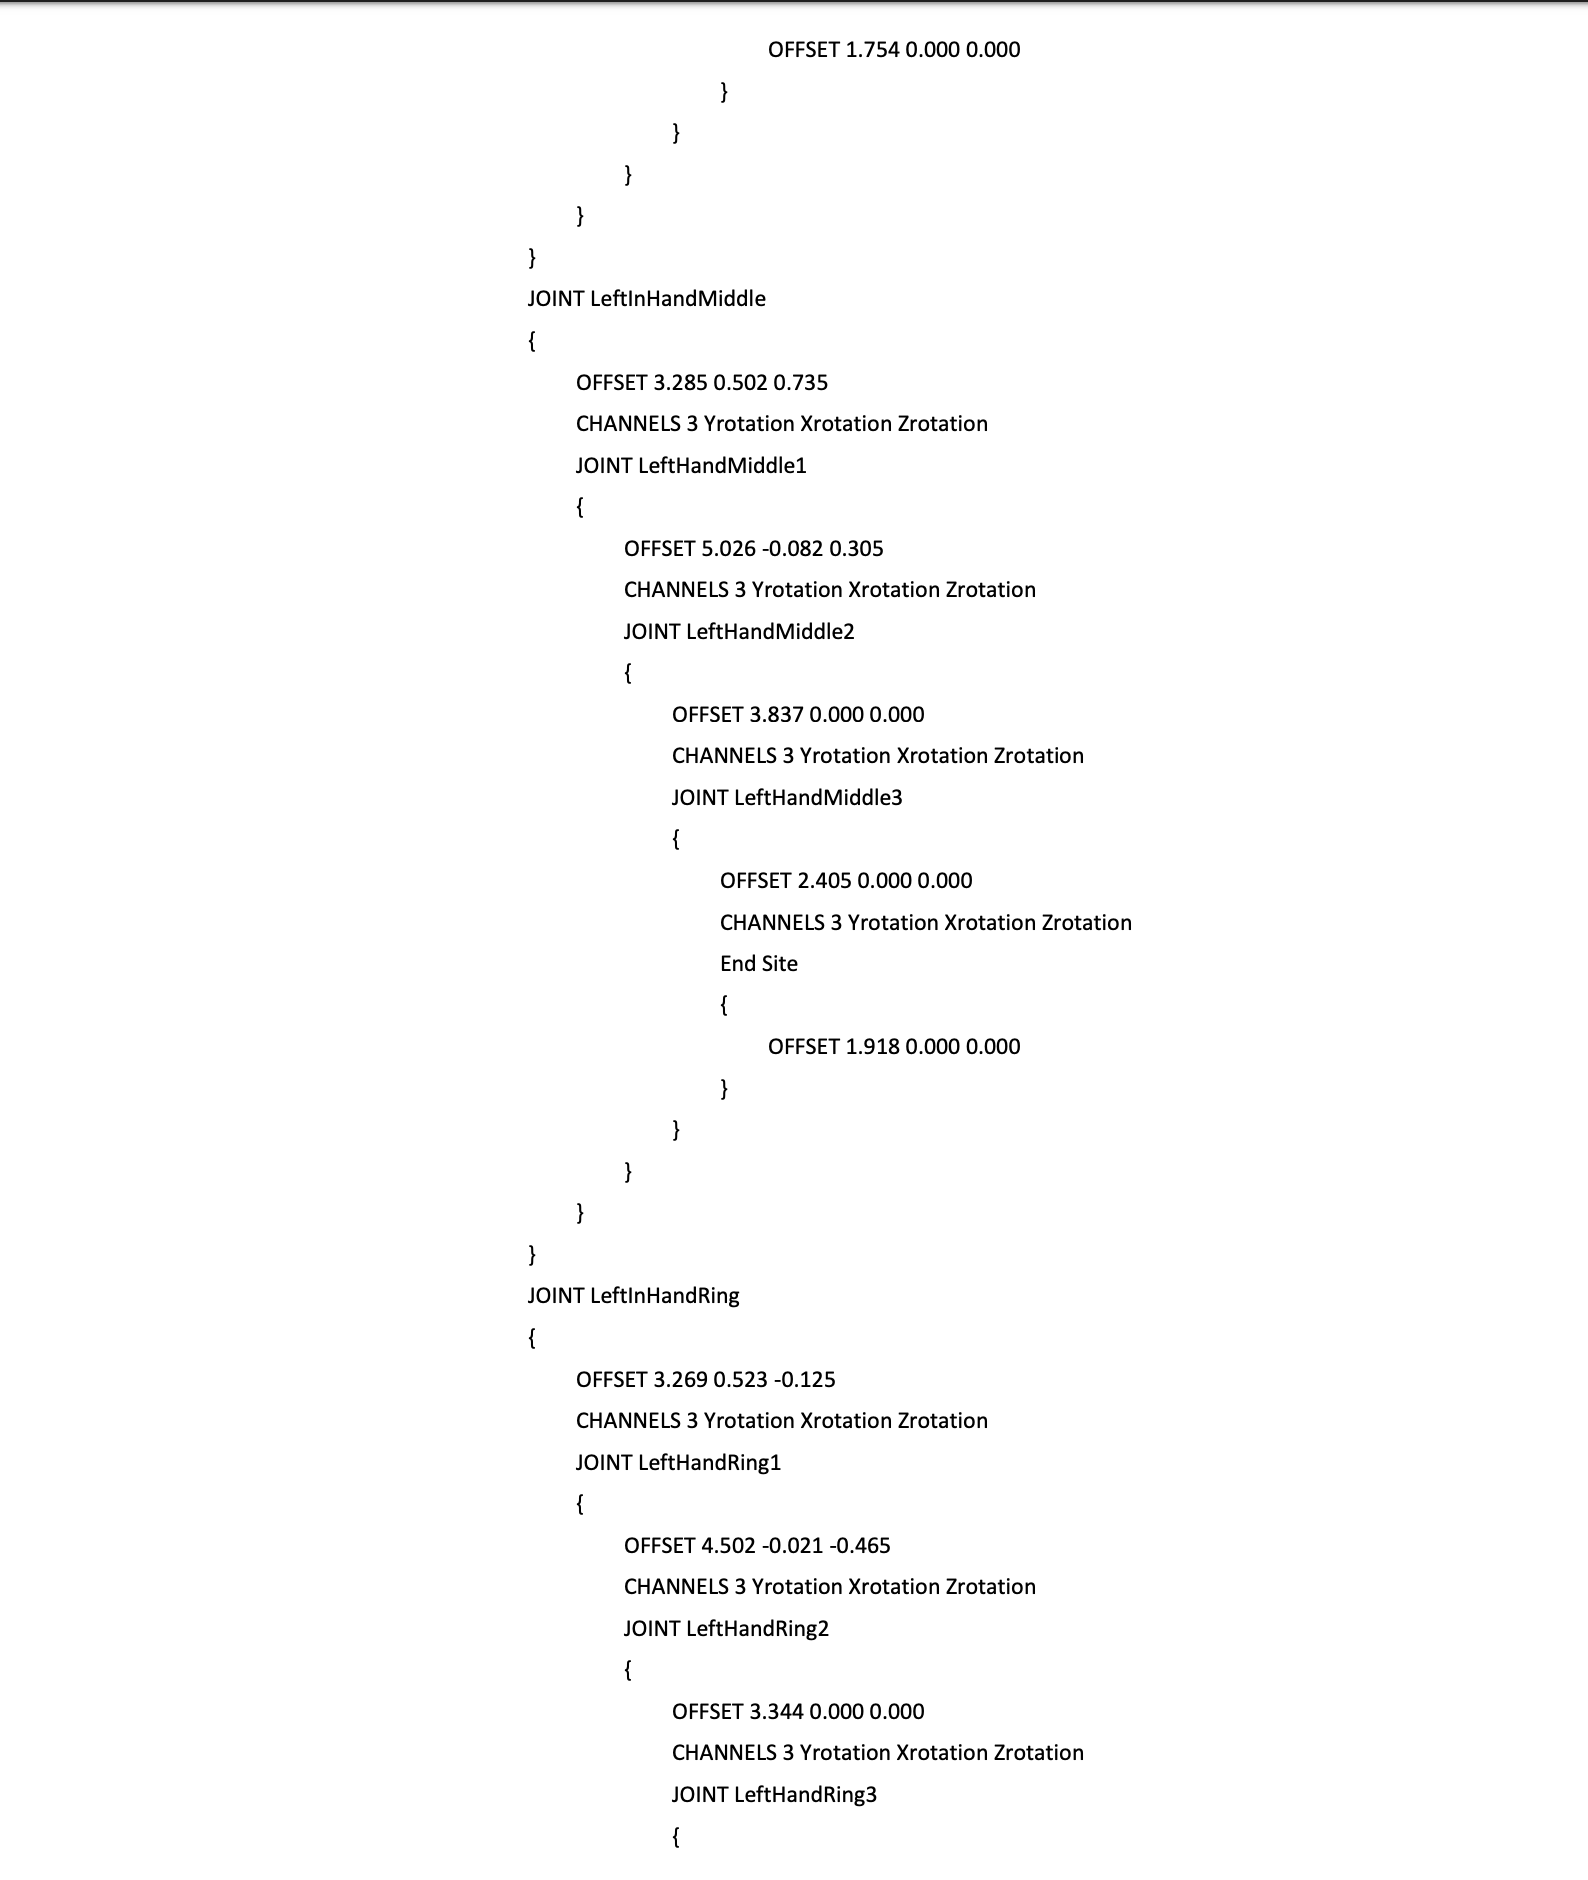 OFFSET 1.754 0.000 0.000
}
}
}
}
}
JOINT LeftInHandMiddle
{
OFFSET 3.285 0.502 0.735
CHANNELS 3 Yrotation Xrotation Zrotation
JOINT LeftHandMiddle1
{
OFFSET 5.026 -0.082 0.305
CHANNELS 3 Yrotation Xrotation Zrotation
JOINT LeftHandMiddle2
{
OFFSET 3.837 0.000 0.000
CHANNELS 3 Yrotation Xrotation Zrotation
JOINT LeftHandMiddle3
{
OFFSET 2.405 0.000 0.000
CHANNELS 3 Yrotation Xrotation Zrotation
End Site
{
OFFSET 1.918 0.000 0.000
}
}
}
}
}
JOINT LeftInHandRing
{
OFFSET 3.269 0.523 -0.125
CHANNELS 3 Yrotation Xrotation Zrotation
JOINT LeftHandRing1
{
OFFSET 4.502 -0.021 -0.465
CHANNELS 3 Yrotation Xrotation Zrotation
JOINT LeftHandRing2
{
OFFSET 3.344 0.000 0.000
CHANNELS 3 Yrotation Xrotation Zrotation
JOINT LeftHandRing3
{